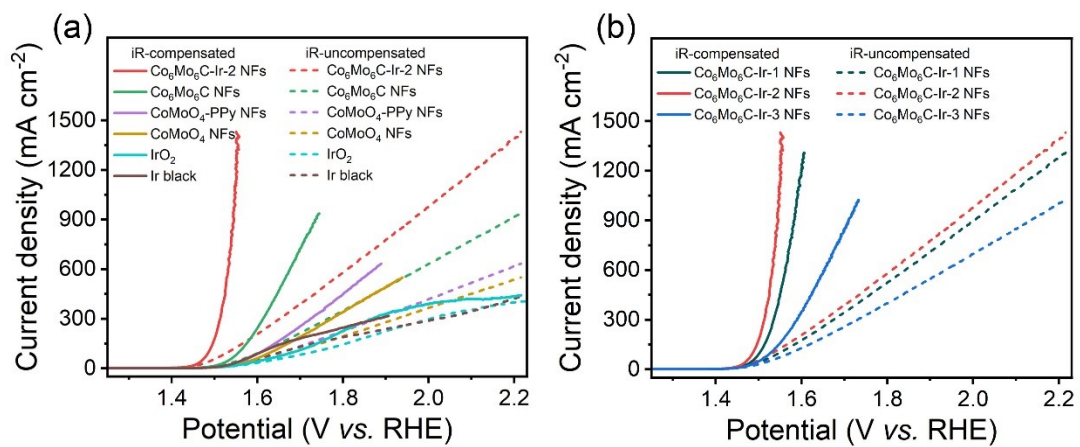 (a)
iR-compensated iR-uncompensated
Co₆Mo₆C-Ir-2 NFs Co₆Mo₆C-Ir-2 NFs
Co₆Mo₆C NFs Co₆Mo₆C NFs
CoMoO₄-PPy NFs CoMoO₄-PPy NFs
CoMoO₄ NFs CoMoO₄ NFs
IrO₂ IrO₂
Ir black Ir black
1500
1200
900
600
300
0
1.4 1.6 1.8 2.0 2.2
Current density (mA cm⁻²)
Potential (V vs. RHE)
(b)
iR-compensated iR-uncompensated
Co₆Mo₆C-Ir-1 NFs Co₆Mo₆C-Ir-1 NFs
Co₆Mo₆C-Ir-2 NFs Co₆Mo₆C-Ir-2 NFs
Co₆Mo₆C-Ir-3 NFs Co₆Mo₆C-Ir-3 NFs
1500
1200
900
600
300
0
1.4 1.6 1.8 2.0 2.2
Current density (mA cm⁻²)
Potential (V vs. RHE)